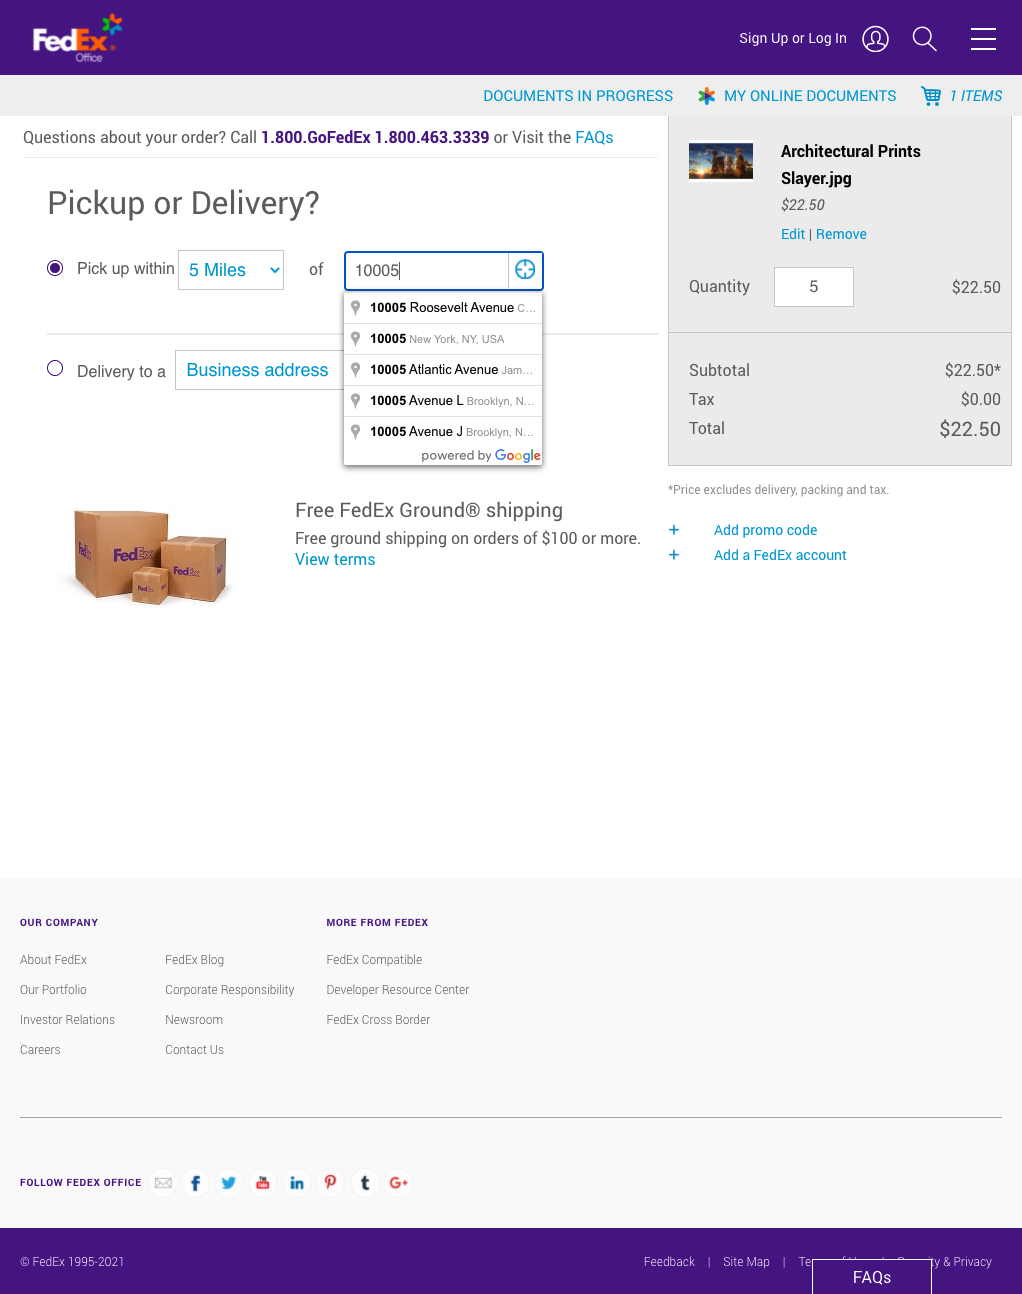 FedEx
Office
Sign Up or Log In
DOCUMENTS IN PROGRESS
MY ONLINE DOCUMENTS
1 ITEMS
Questions about your order? Call 1.800.GoFedEx 1.800.463.3339 or Visit the FAQs
Pickup or Delivery?
Pick up within 5 Miles of 10005
10005 Roosevelt Avenue C...
10005 New York, NY, USA
10005 Atlantic Avenue Jam...
10005 Avenue L Brooklyn, N...
10005 Avenue J Brooklyn, N...
powered by Google
Delivery to a Business address
FedEx
FedEx
FedEx
Free FedEx Ground® shipping
Free ground shipping on orders of $100 or more.
View terms
Architectural Prints
Slayer.jpg
$22.50
Edit | Remove
Quantity 5 $22.50
Subtotal $22.50*
Tax $0.00
Total $22.50
*Price excludes delivery, packing and tax.
+ Add promo code
+ Add a FedEx account
OUR COMPANY
About FedEx
Our Portfolio
Investor Relations
Careers
FedEx Blog
Corporate Responsibility
Newsroom
Contact Us
MORE FROM FEDEX
FedEx Compatible
Developer Resource Center
FedEx Cross Border
FOLLOW FEDEX OFFICE
© FedEx 1995-2021
Feedback | Site Map | & Privacy
FAQs